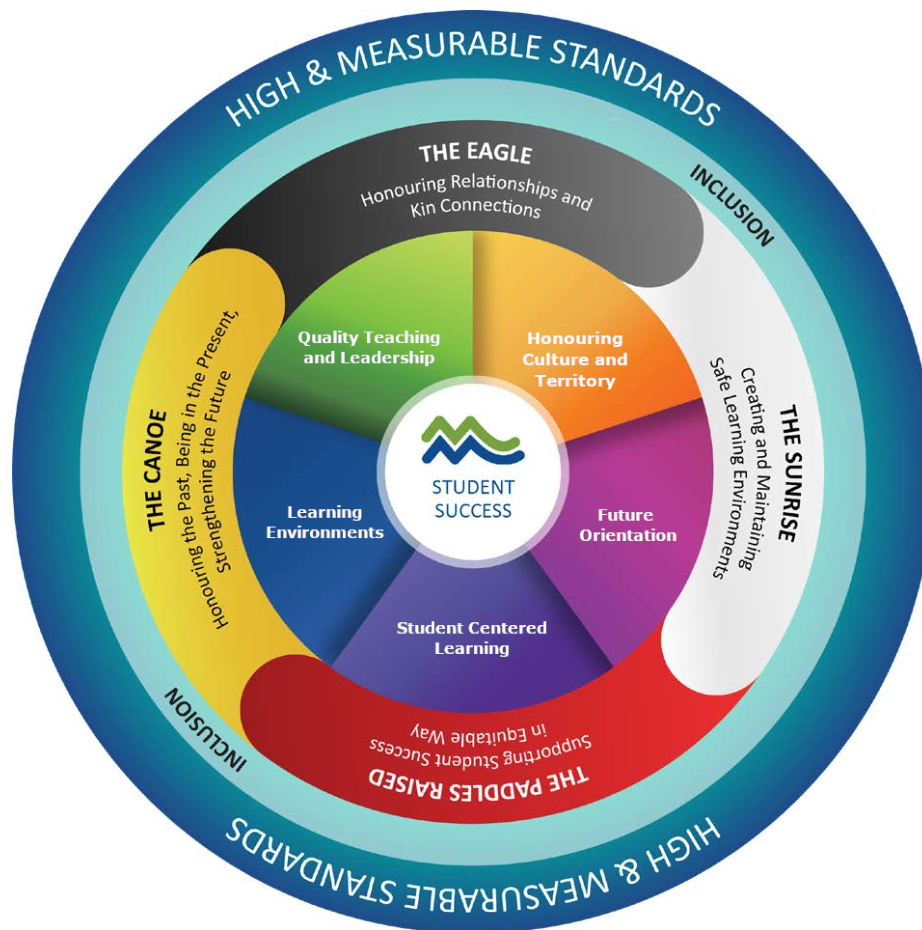 HIGH & MEASURABLE STANDARDS
INCLUSION
THE EAGLE
Honouring Relationships and
Kin Connections
THE SUNRISE
Creating and Maintaining
Safe Learning Environments
THE PADDLES RAISED
Supporting Student Success
in Equitable Way
THE CANOE
Honouring the Past, Being in the Present,
Strengthening the Future
Quality Teaching
and Leadership
Honouring
Culture and
Territory
Future
Orientation
Student Centered
Learning
Learning
Environments
STUDENT
SUCCESS
INCLUSION
HIGH & MEASURABLE STANDARDS